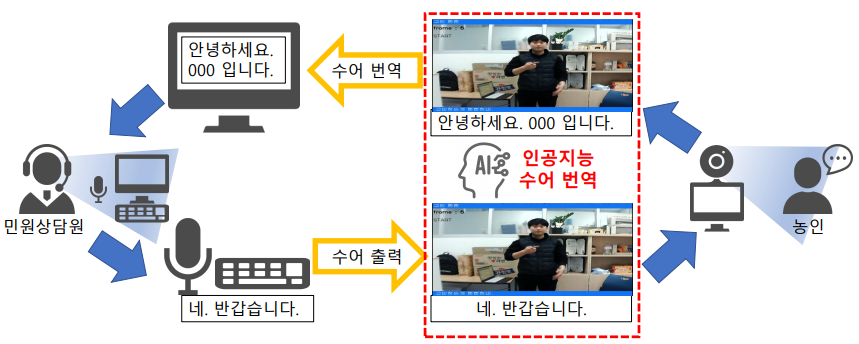 안녕하세요.
000 입니다.
수어 번역
frame : 6
START
안녕하세요. 000 입니다.
AI
인공지능
수어 번역
민원상담원
농인
frame : 6
START
수어 출력
네. 반갑습니다.
네. 반갑습니다.